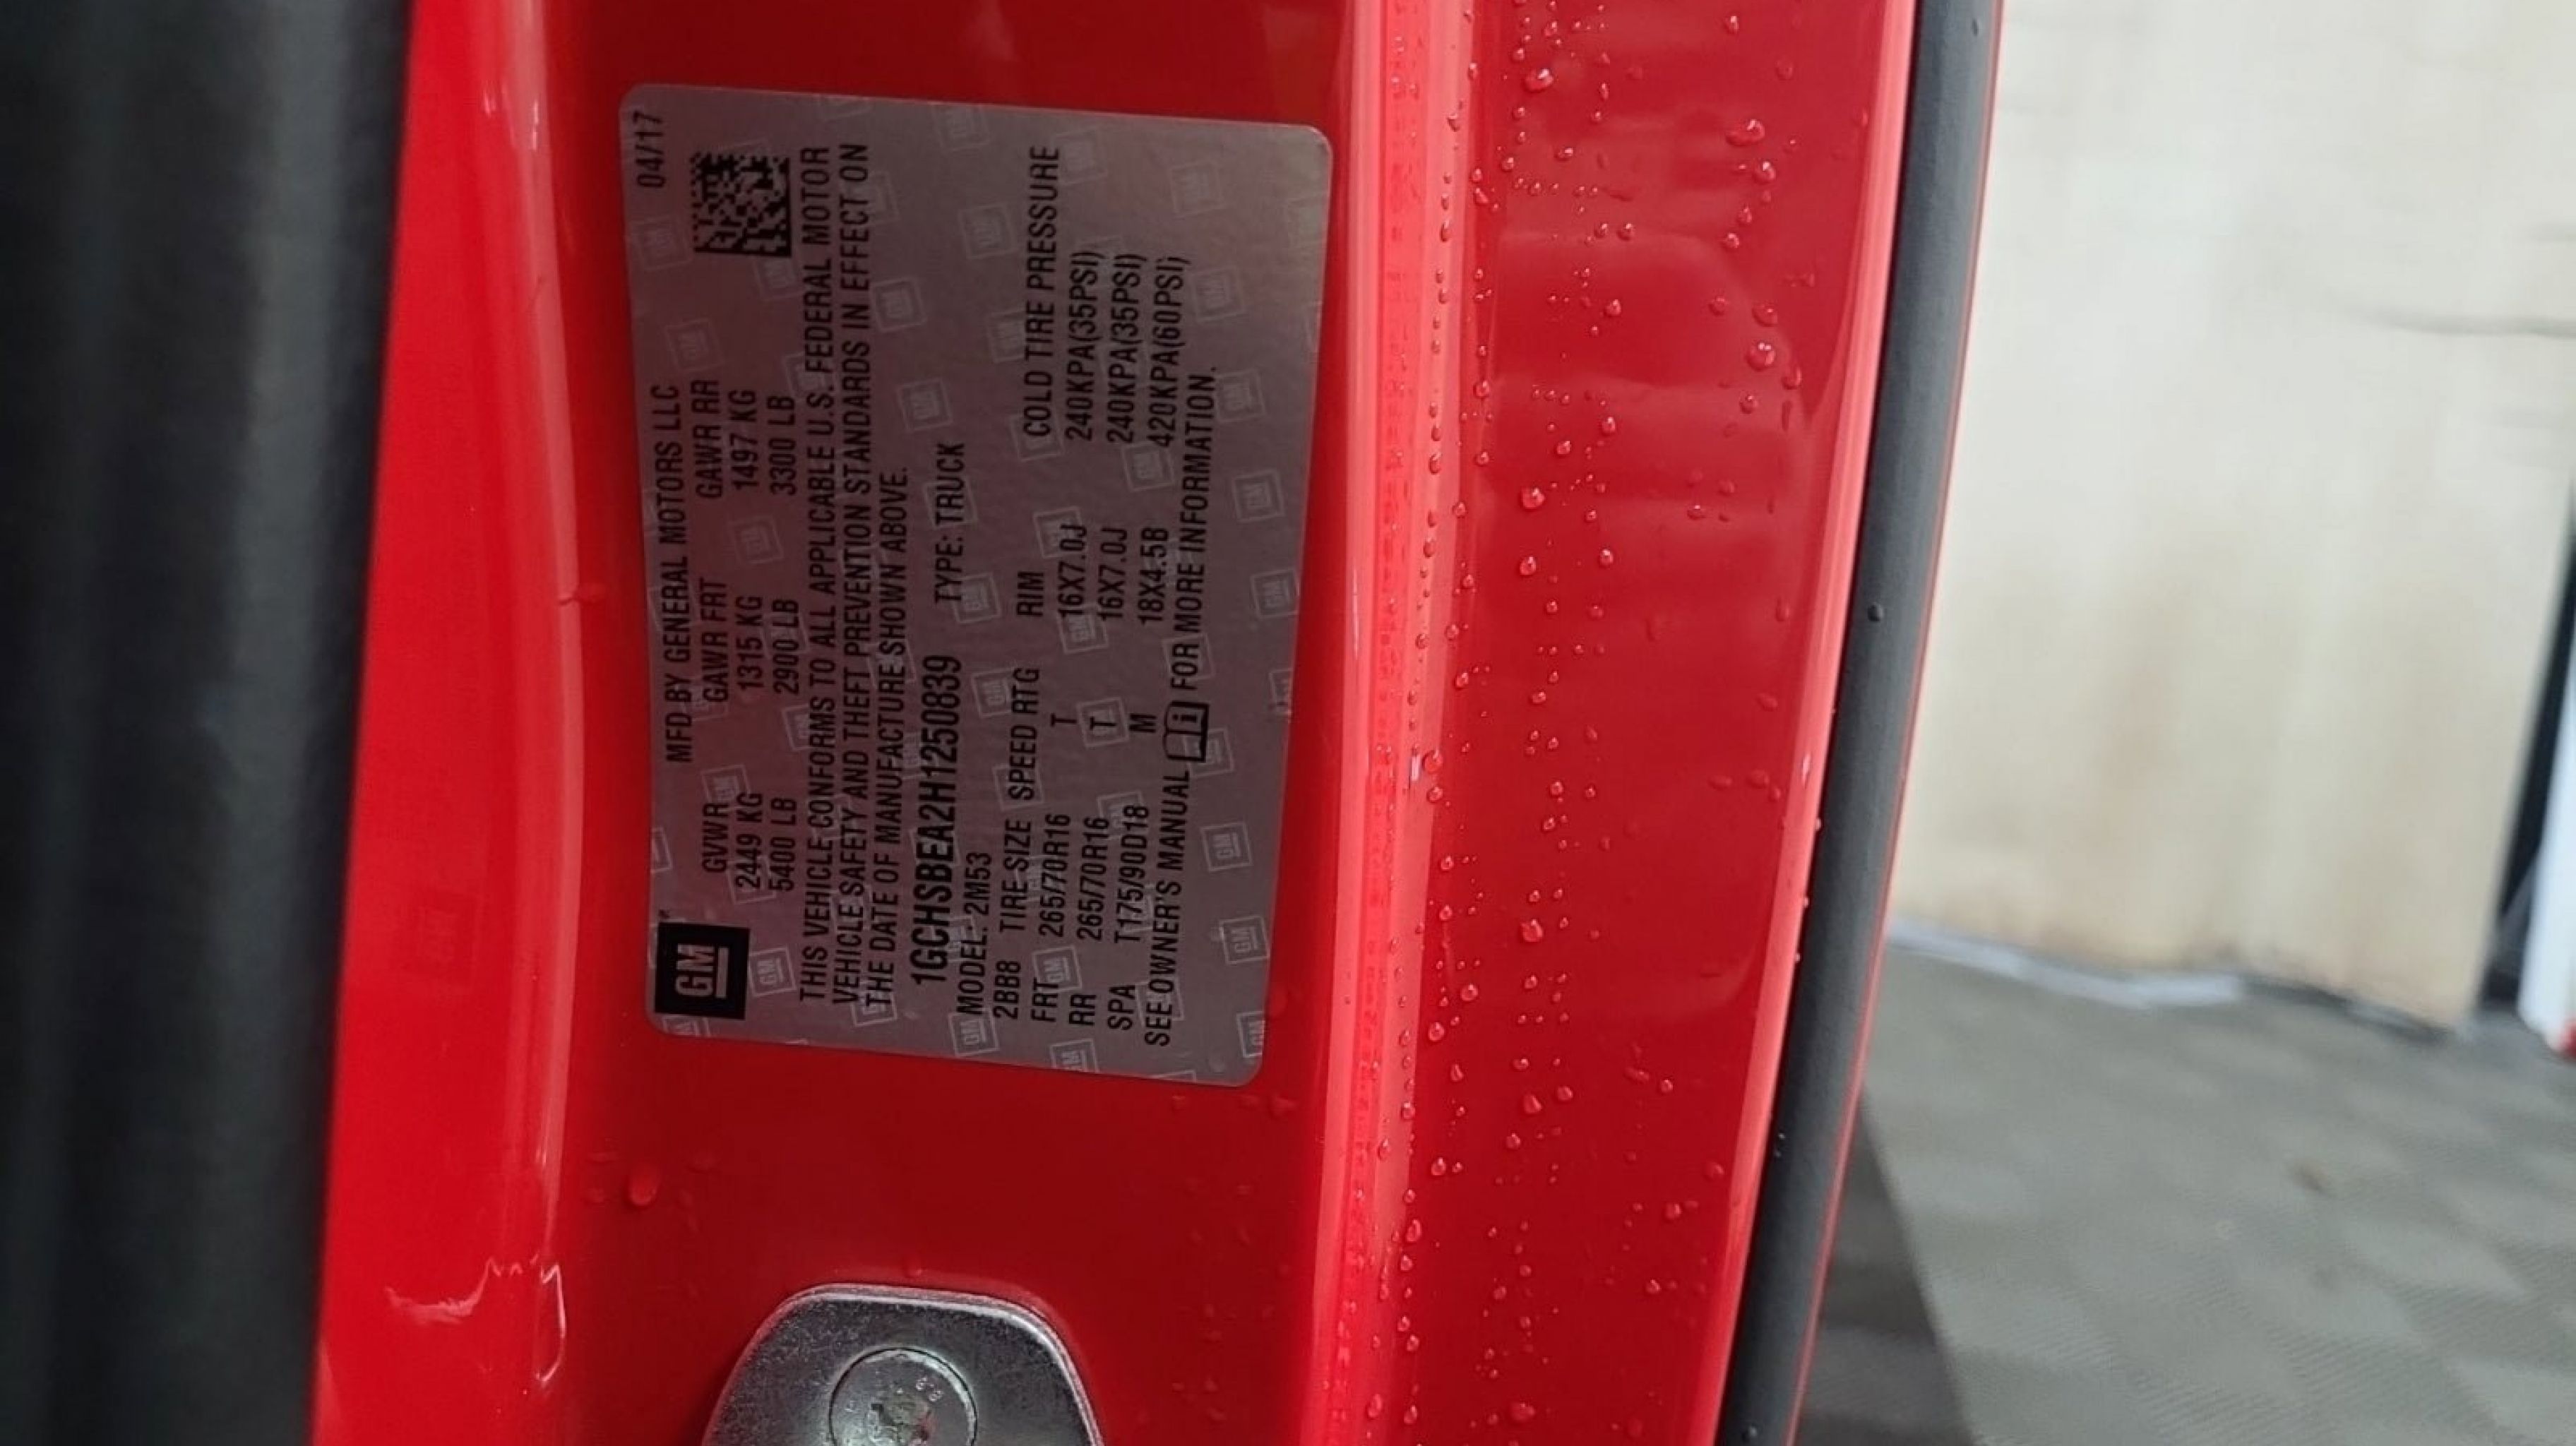 MFD BY GENERAL MOTORS LLC 04/17
GM
GVWR GAWR FRT GAWR RR
2449 KG 1315 KG 1497 KG
5400 LB 2900 LB 3300 LB
THIS VEHICLE CONFORMS TO ALL APPLICABLE U.S. FEDERAL MOTOR
VEHICLE SAFETY AND THEFT PREVENTION STANDARDS IN EFFECT ON
THE DATE OF MANUFACTURE SHOWN ABOVE.
1GCHSBEA2H1250839 TYPE: TRUCK
MODEL: 2M53
2BB8 TIRE SIZE SPEED RTG RIM COLD TIRE PRESSURE
FRT 265/70R16 T 16X7.0J 240KPA(35PSI)
RR 265/70R16 T 16X7.0J 240KPA(35PSI)
SPA T175/90D18 M 18X4.5B 420KPA(60PSI)
SEE OWNER'S MANUAL i FOR MORE INFORMATION.